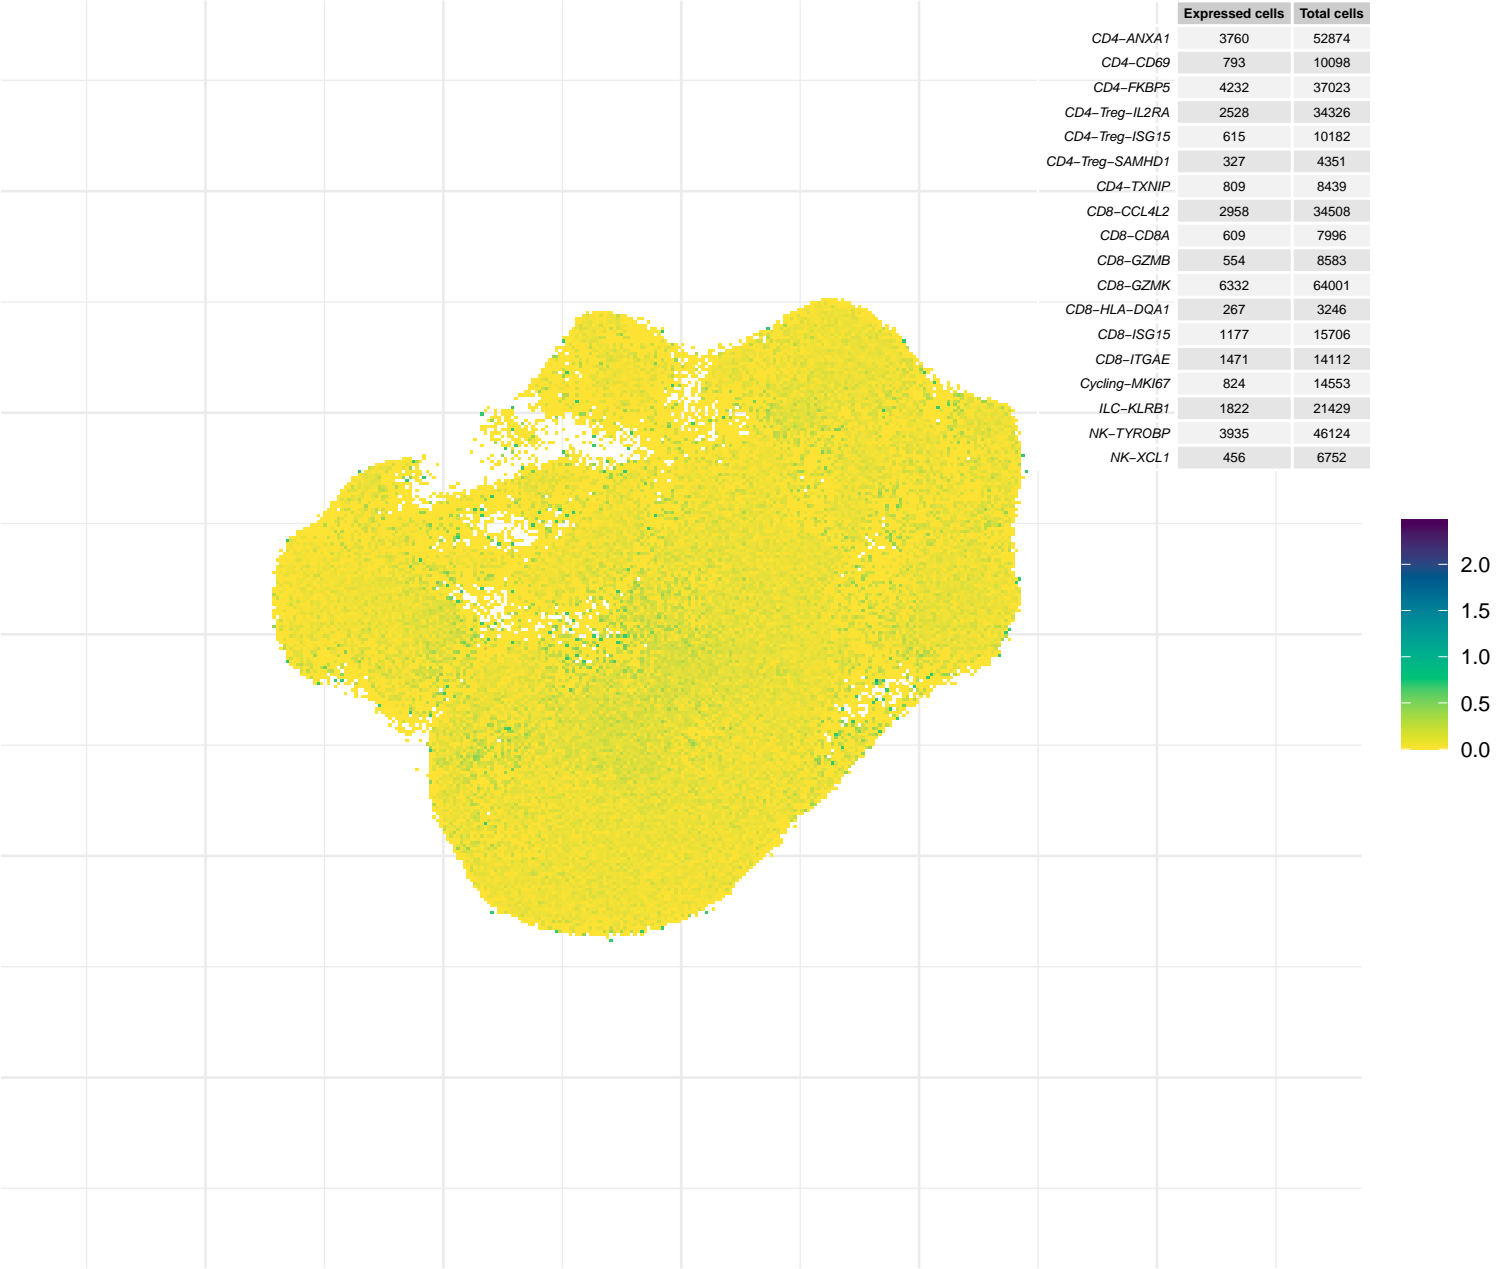 Expressed cells Total cells
CD4−ANXA1 3760 52874
CD4−CD69 793 10098
CD4−FKBP5 4232 37023
CD4−Treg−IL2RA 2528 34326
CD4−Treg−ISG15 615 10182
CD4−Treg−SAMHD1 327 4351
CD4−TXNIP 809 8439
CD8−CCL4L2 2958 34508
CD8−CD8A 609 7996
CD8−GZMB 554 8583
CD8−GZMK 6332 64001
CD8−HLA−DQA1 267 3246
CD8−ISG15 1177 15706
CD8−ITGAE 1471 14112
Cycling−MKI67 824 14553
ILC−KLRB1 1822 21429
NK−TYROBP 3935 46124
NK−XCL1 456 6752
2.0
1.5
1.0
0.5
0.0